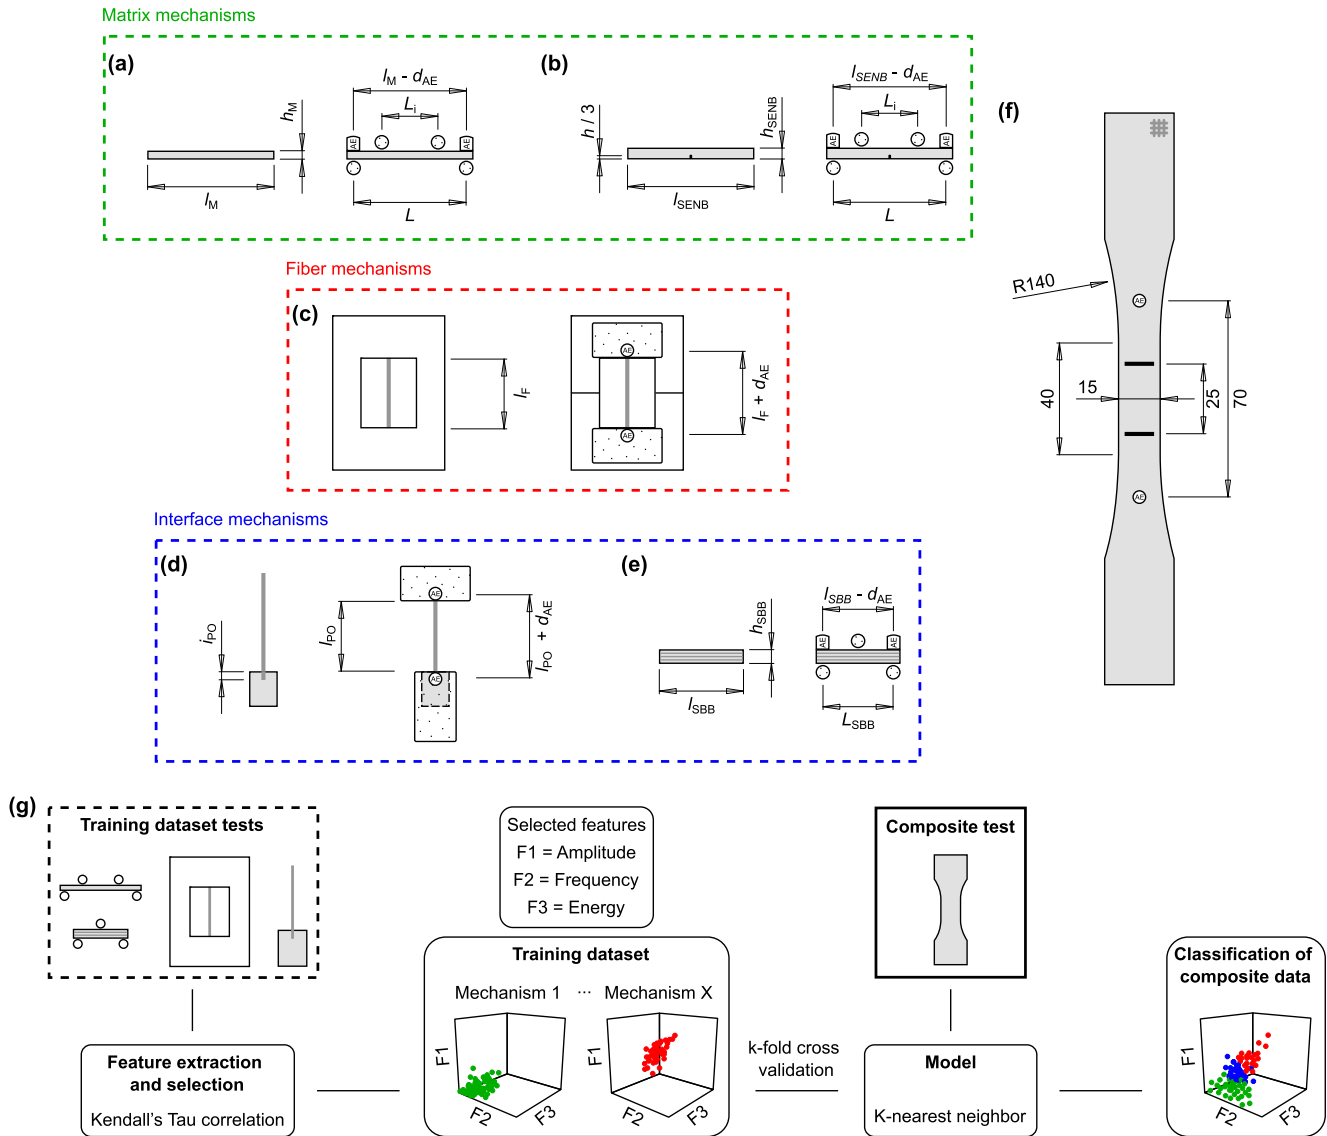 Matrix mechanisms
(a)
h_M
l_M
l_M - d_AE
L_i
AE
AE
L
(b)
h / 3
h_SENB
l_SENB
l_SENB - d_AE
L_i
AE
AE
L
Fiber mechanisms
(c)
l_F
AE
AE
l_F + d_AE
Interface mechanisms
(d)
i_PO
l_PO
AE
AE
l_PO + d_AE
(e)
h_SBB
l_SBB
l_SBB - d_AE
AE
AE
L_SBB
(f)
R140
AE
40
15
25
70
AE
(g)
Training dataset tests
Feature extraction
and selection
Kendall's Tau correlation
Selected features
F1 = Amplitude
F2 = Frequency
F3 = Energy
Training dataset
Mechanism 1 ... Mechanism X
F1
F2
F3
F1
F2
F3
k-fold cross
validation
Composite test
Model
K-nearest neighbor
Classification of
composite data
F1
F2
F3